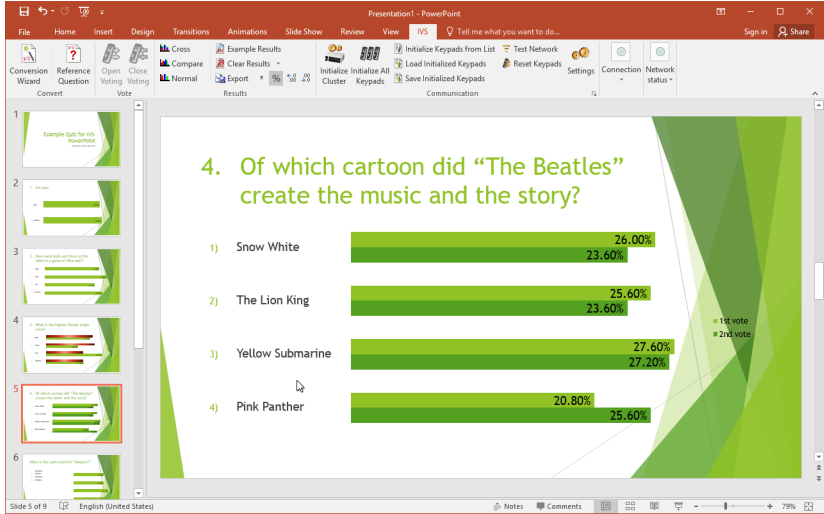 Presentation1 - PowerPoint
File Home Insert Design Transitions Animations Slide Show Review View IVS Tell me what you want to do... Sign in Share
Conversion Wizard
Reference Question
Convert
Open Voting
Close Voting
Vote
Cross
Compare
Normal
Example Results
Clear Results
Export
%
Results
Initialize Cluster
Initialize All Keypads
Initialize Keypads from List
Load Initialized Keypads
Save Initialized Keypads
Test Network
Reset Keypads
Settings
Communication
Connection
Network status
1
Example Quiz for IVS
PowerPoint
2
3
4
5
6
4. Of which cartoon did “The Beatles”
create the music and the story?
1) Snow White 26.00%
23.60%
2) The Lion King 25.60%
23.60%
3) Yellow Submarine 27.60%
27.20%
4) Pink Panther 20.80%
25.60%
1st vote
2nd vote
Slide 5 of 9 English (United States) Notes Comments 79%